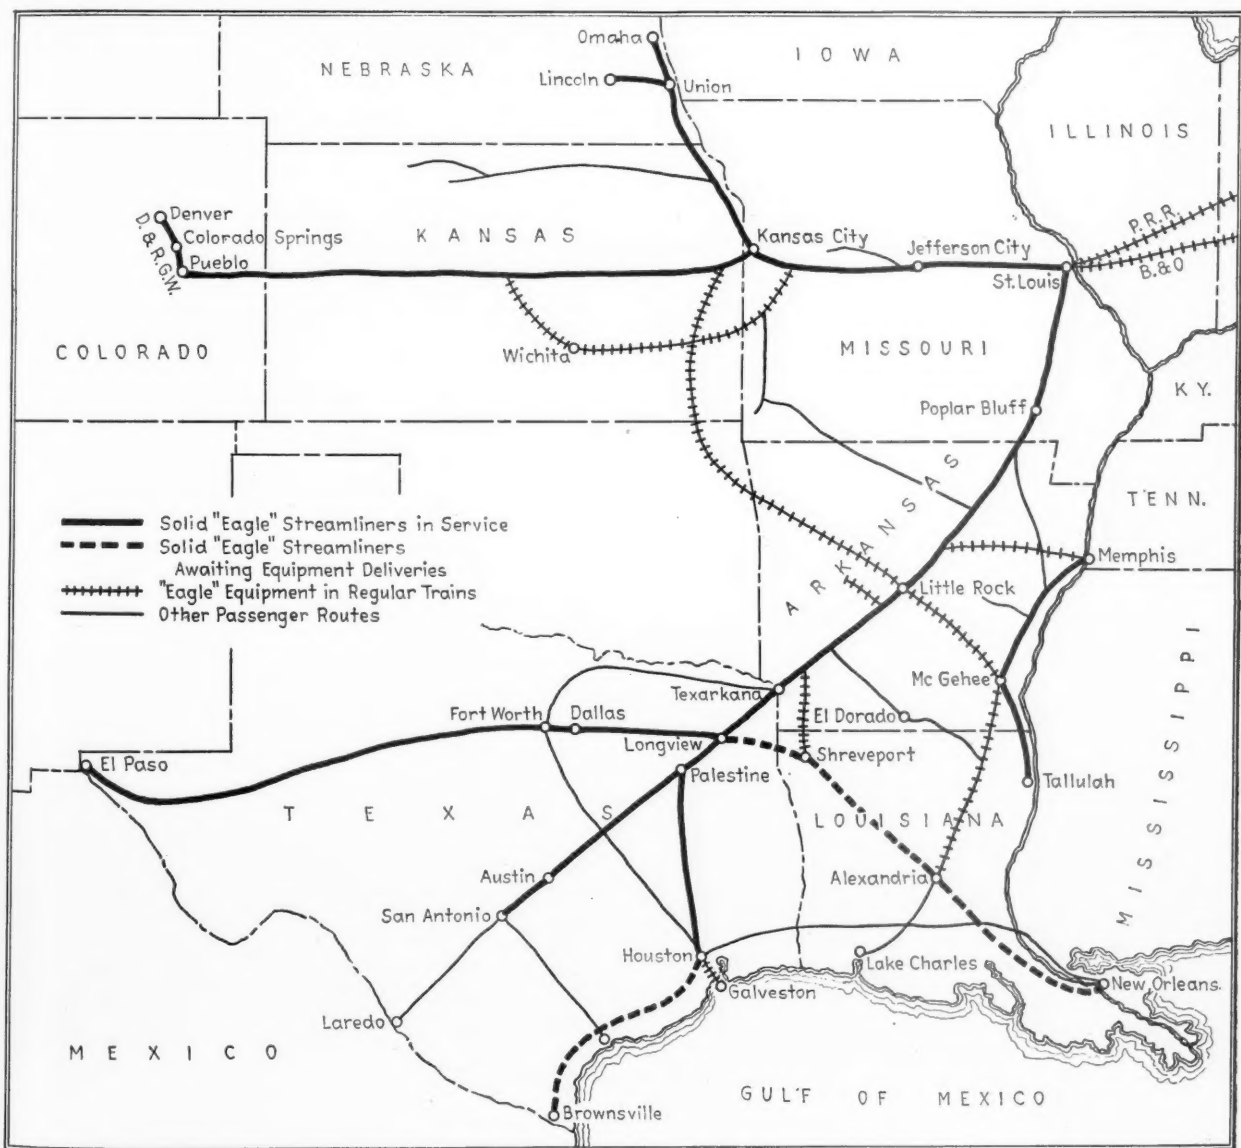 Omaha
IOWA
NEBRASKA
Lincoln
Union
ILLINOIS
Denver
D. & R.G.W.
Colorado Springs
Pueblo
KANSAS
Kansas City
Jefferson City
St. Louis
P.R.R.
B.&O
COLORADO
Wichita
MISSOURI
KY.
Poplar Bluff
ARKANSAS
TENN.
Solid "Eagle" Streamliners in Service
Solid "Eagle" Streamliners
Awaiting Equipment Deliveries
"Eagle" Equipment in Regular Trains
Other Passenger Routes
Memphis
Little Rock
MISSISSIPPI
Texarkana
Mc Gehee
Fort Worth
Dallas
El Dorado
Longview
Shreveport
El Paso
Palestine
Tallulah
TEXAS
LOUISIANA
Austin
Alexandria
San Antonio
Houston
Lake Charles
Galveston
New Orleans.
Laredo
MEXICO
GULF OF MEXICO
Brownsville